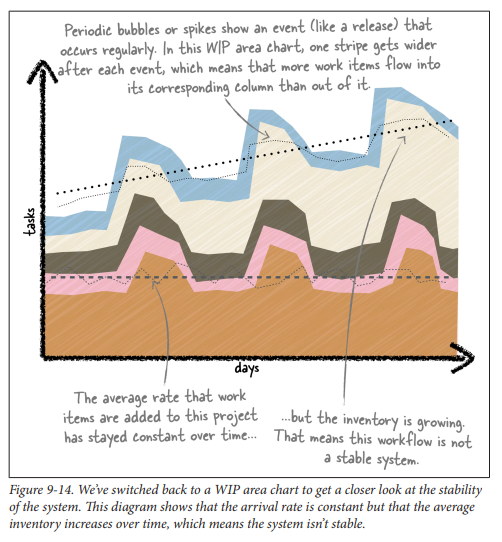 Periodic bubbles or spikes show an event (like a release) that
occurs regularly. In this WIP area chart, one stripe gets wider
after each event, which means that more work items flow into
its corresponding column than out of it.
tasks
days
The average rate that work
items are added to this project
has stayed constant over time...
...but the inventory is growing.
That means this workflow is not
a stable system.
Figure 9-14. We've switched back to a WIP area chart to get a closer look at the stability
of the system. This diagram shows that the arrival rate is constant but that the average
inventory increases over time, which means the system isn't stable.